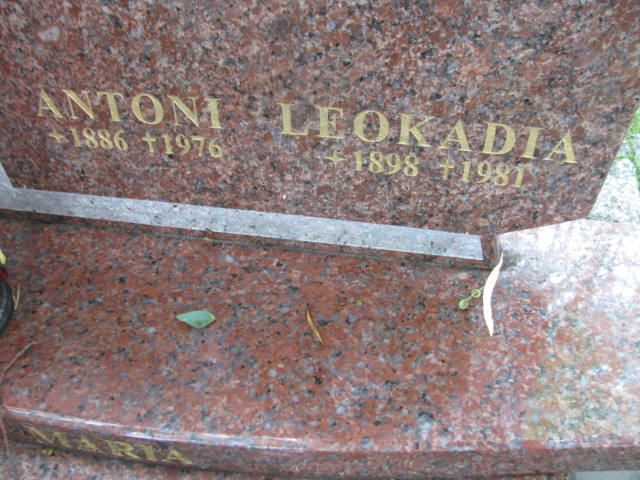 ANTONI LEOKADIA
+1886 †1976 +1898 †1981
MARIA